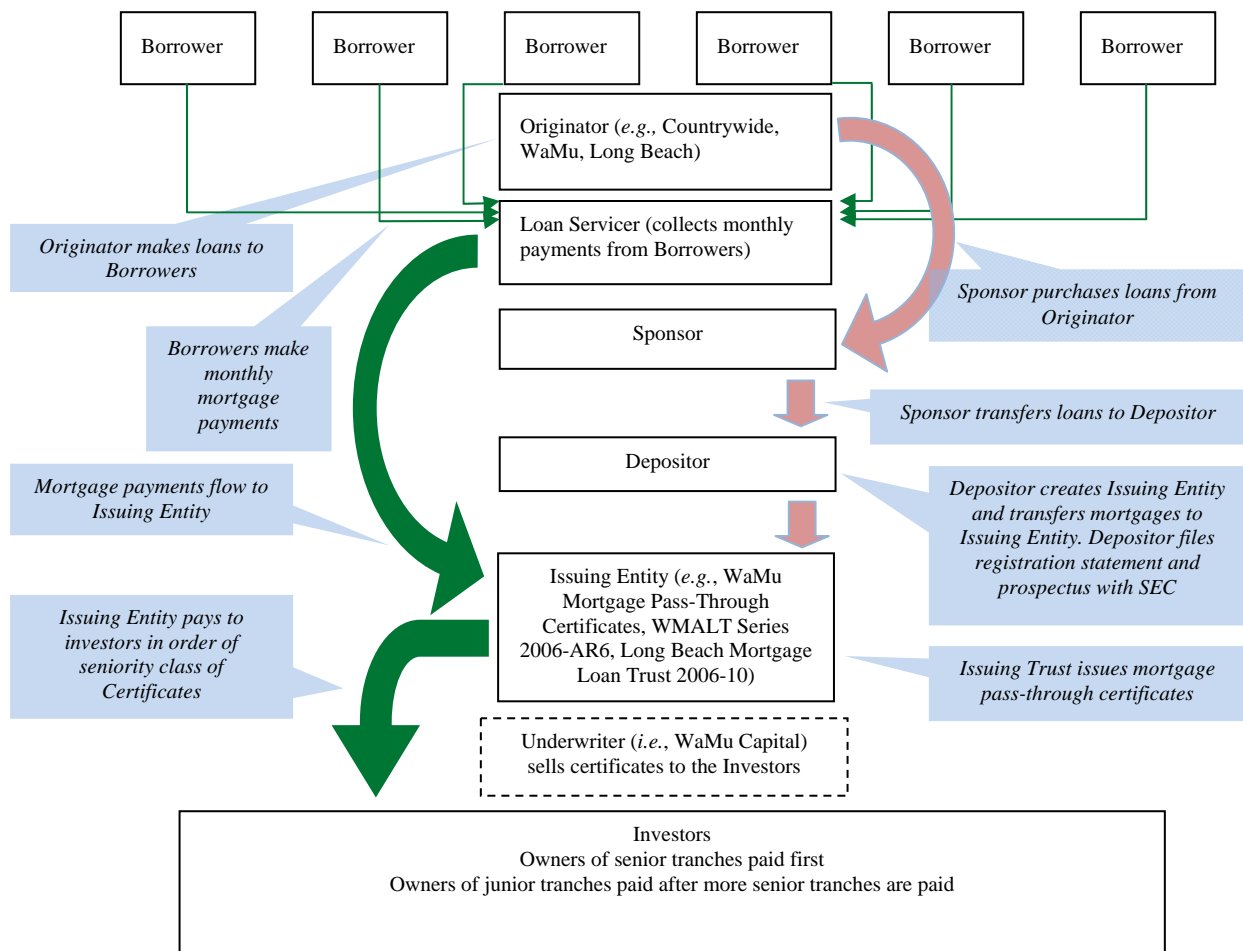 Borrower
Borrower
Borrower
Borrower
Borrower
Borrower
Originator (e.g., Countrywide,
WaMu, Long Beach)
Loan Servicer (collects monthly
payments from Borrowers)
Originator makes loans to
Borrowers
Sponsor purchases loans from
Originator
Sponsor
Borrowers make
monthly
mortgage
payments
Sponsor transfers loans to Depositor
Depositor
Mortgage payments flow to
Issuing Entity
Depositor creates Issuing Entity
and transfers mortgages to
Issuing Entity. Depositor files
registration statement and
prospectus with SEC
Issuing Entity (e.g., WaMu
Mortgage Pass-Through
Certificates, WMALT Series
2006-AR6, Long Beach Mortgage
Loan Trust 2006-10)
Issuing Entity pays to
investors in order of
seniority class of
Certificates
Issuing Trust issues mortgage
pass-through certificates
Underwriter (i.e., WaMu Capital)
sells certificates to the Investors
Investors
Owners of senior tranches paid first
Owners of junior tranches paid after more senior tranches are paid